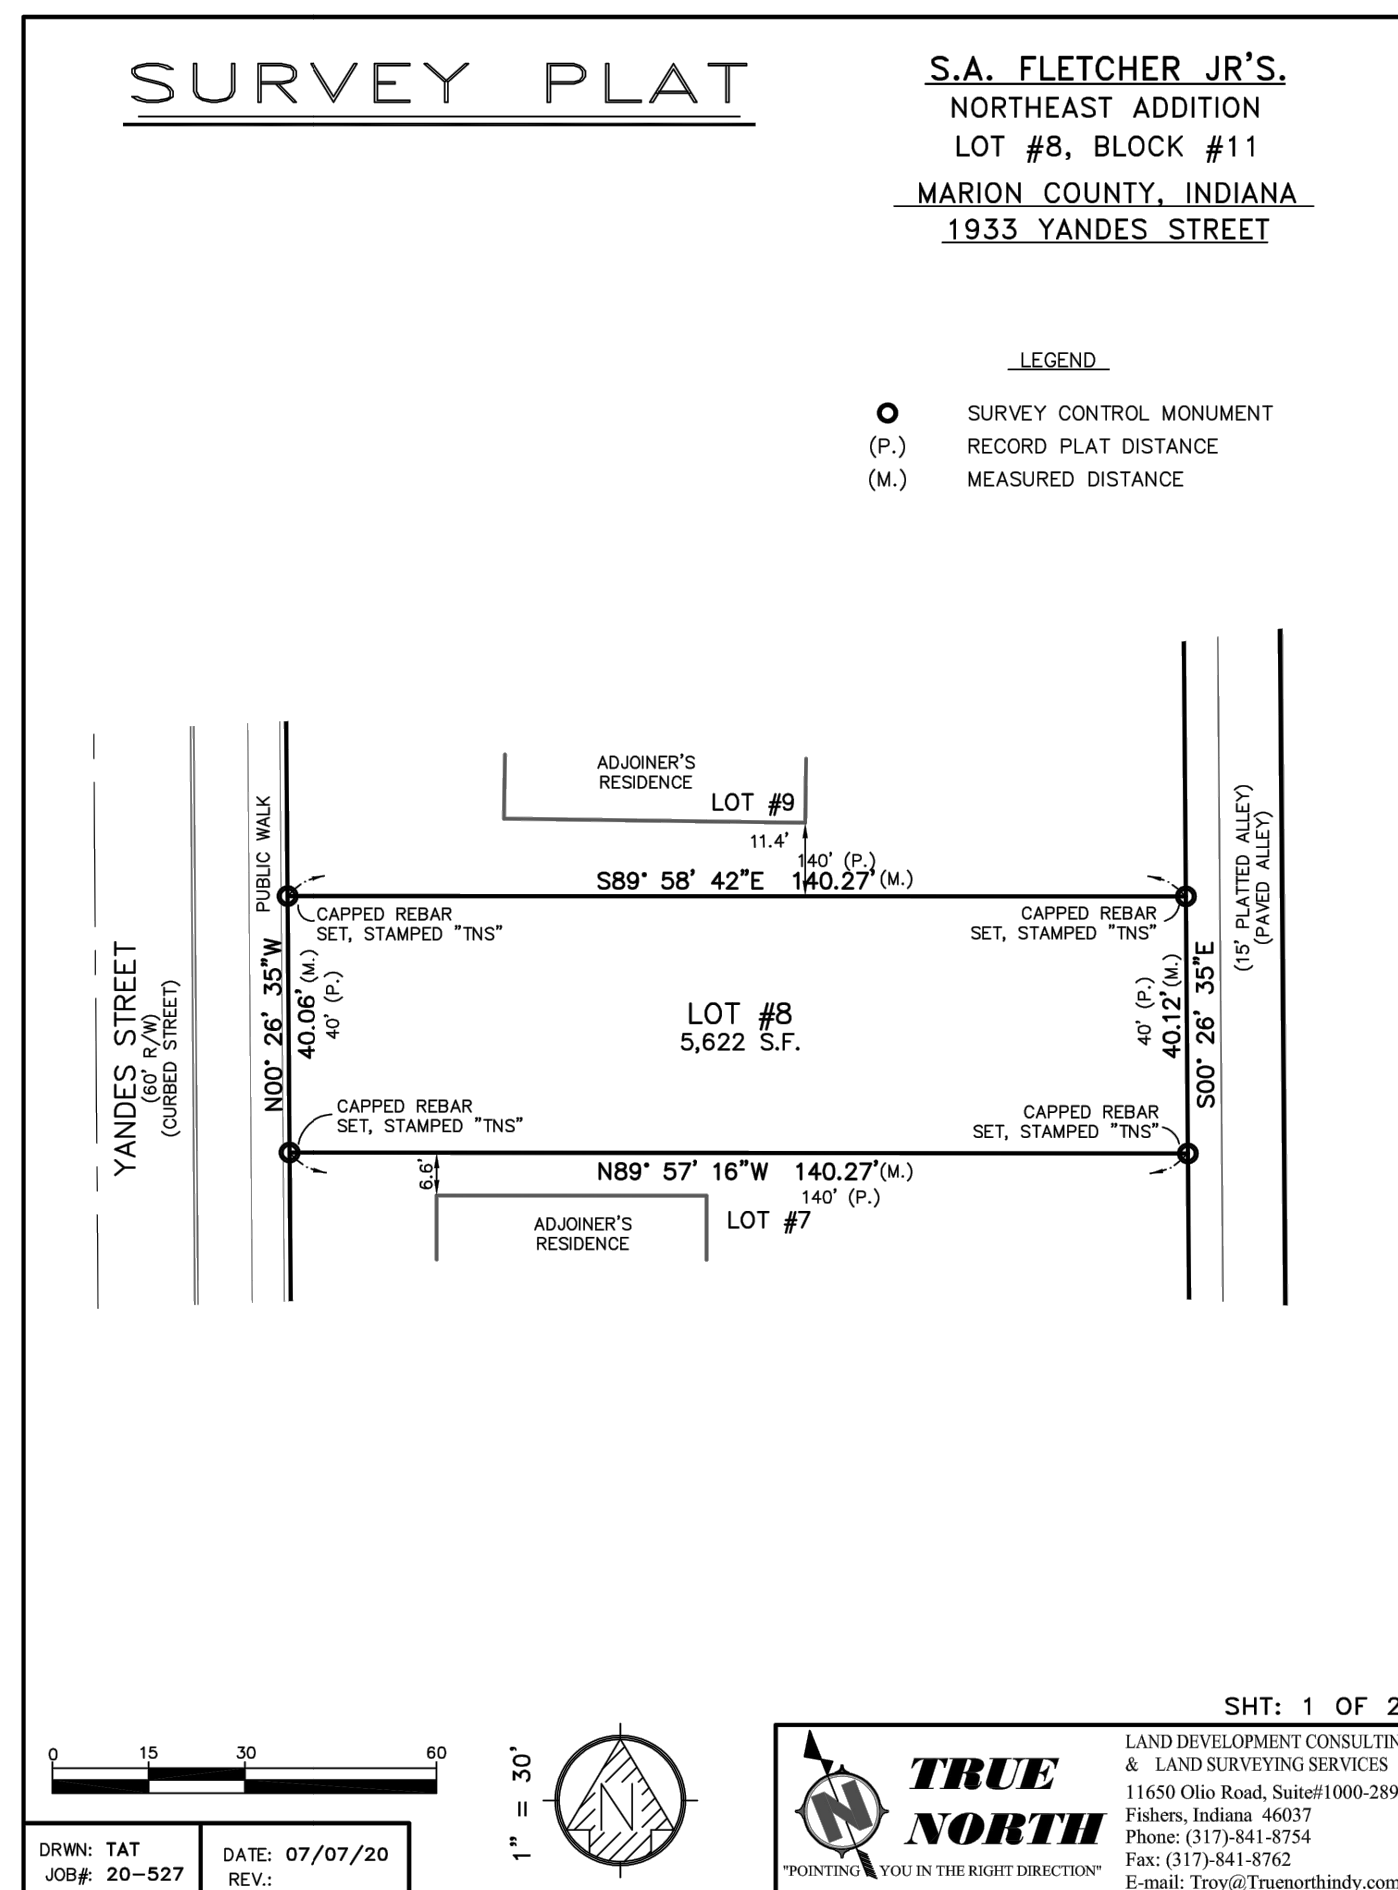 SURVEY PLAT
S.A. FLETCHER JR'S.
NORTHEAST ADDITION
LOT #8, BLOCK #11
MARION COUNTY, INDIANA
1933 YANDES STREET
LEGEND
SURVEY CONTROL MONUMENT
(P.) RECORD PLAT DISTANCE
(M.) MEASURED DISTANCE
ADJOINER'S
RESIDENCE
LOT #9
11.4'
140' (P.)
S89° 58' 42"E 140.27' (M.)
PUBLIC WALK
CAPPED REBAR
SET, STAMPED "TNS"
CAPPED REBAR
SET, STAMPED "TNS"
(15' PLATTED ALLEY)
(PAVED ALLEY)
YANDES STREET
(60' R/W)
(CURBED STREET)
N00° 26' 35"W
40.06' (M.)
40' (P.)
LOT #8
5,622 S.F.
40' (P.)
40.12' (M.)
S00° 26' 35"E
CAPPED REBAR
SET, STAMPED "TNS"
CAPPED REBAR
SET, STAMPED "TNS"
6.6'
N89° 57' 16"W 140.27' (M.)
140' (P.)
LOT #7
ADJOINER'S
RESIDENCE
SHT: 1 OF 2
0 15 30 60
1" = 30'
N
DRWN: TAT
JOB#: 20-527
DATE: 07/07/20
REV.:
N
TRUE
NORTH
"POINTING YOU IN THE RIGHT DIRECTION"
LAND DEVELOPMENT CONSULTIN
& LAND SURVEYING SERVICES
11650 Olio Road, Suite#1000-289
Fishers, Indiana 46037
Phone: (317)-841-8754
Fax: (317)-841-8762
E-mail: Troy@Truenorthindy.com